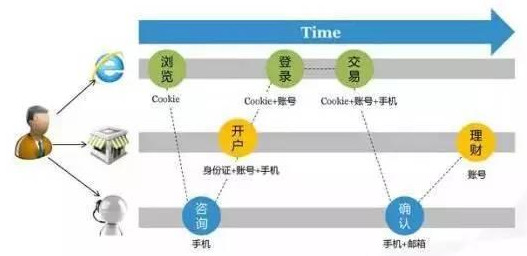 Time
浏览
登录
交易
Cookie
Cookie+账号
Cookie+账号+手机
开户
理财
身份证+账号+手机
账号
咨询
确认
手机
手机+邮箱